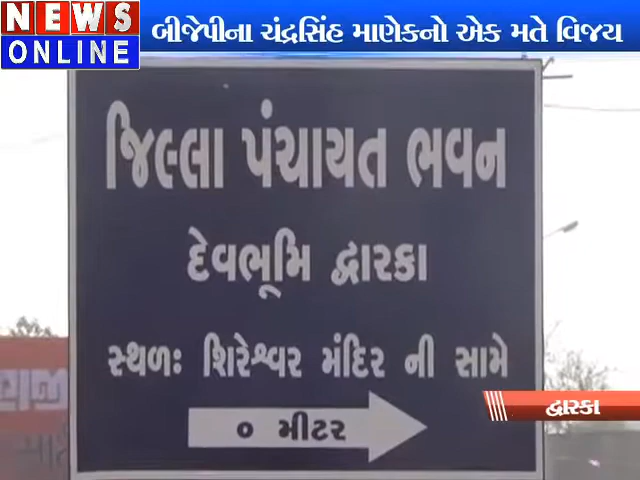 NEWS
ONLINE
બીજેપીના ચંદ્રસિંહ માણેકનો એક મતે વિજય
જિલ્લા પંચાયત ભવન
દેવભૂમિ દ્વારકા
સ્થળઃ શિરેશ્વર મંદિર ની સામે
૦ મીટર
દ્વારકા